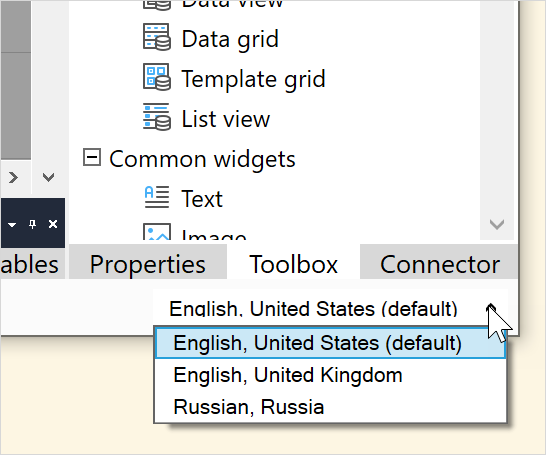 Data view
Data grid
Template grid
List view
Common widgets
Text
Image
ables
Properties
Toolbox
Connector
English, United States (default)
English, United States (default)
English, United Kingdom
Russian, Russia